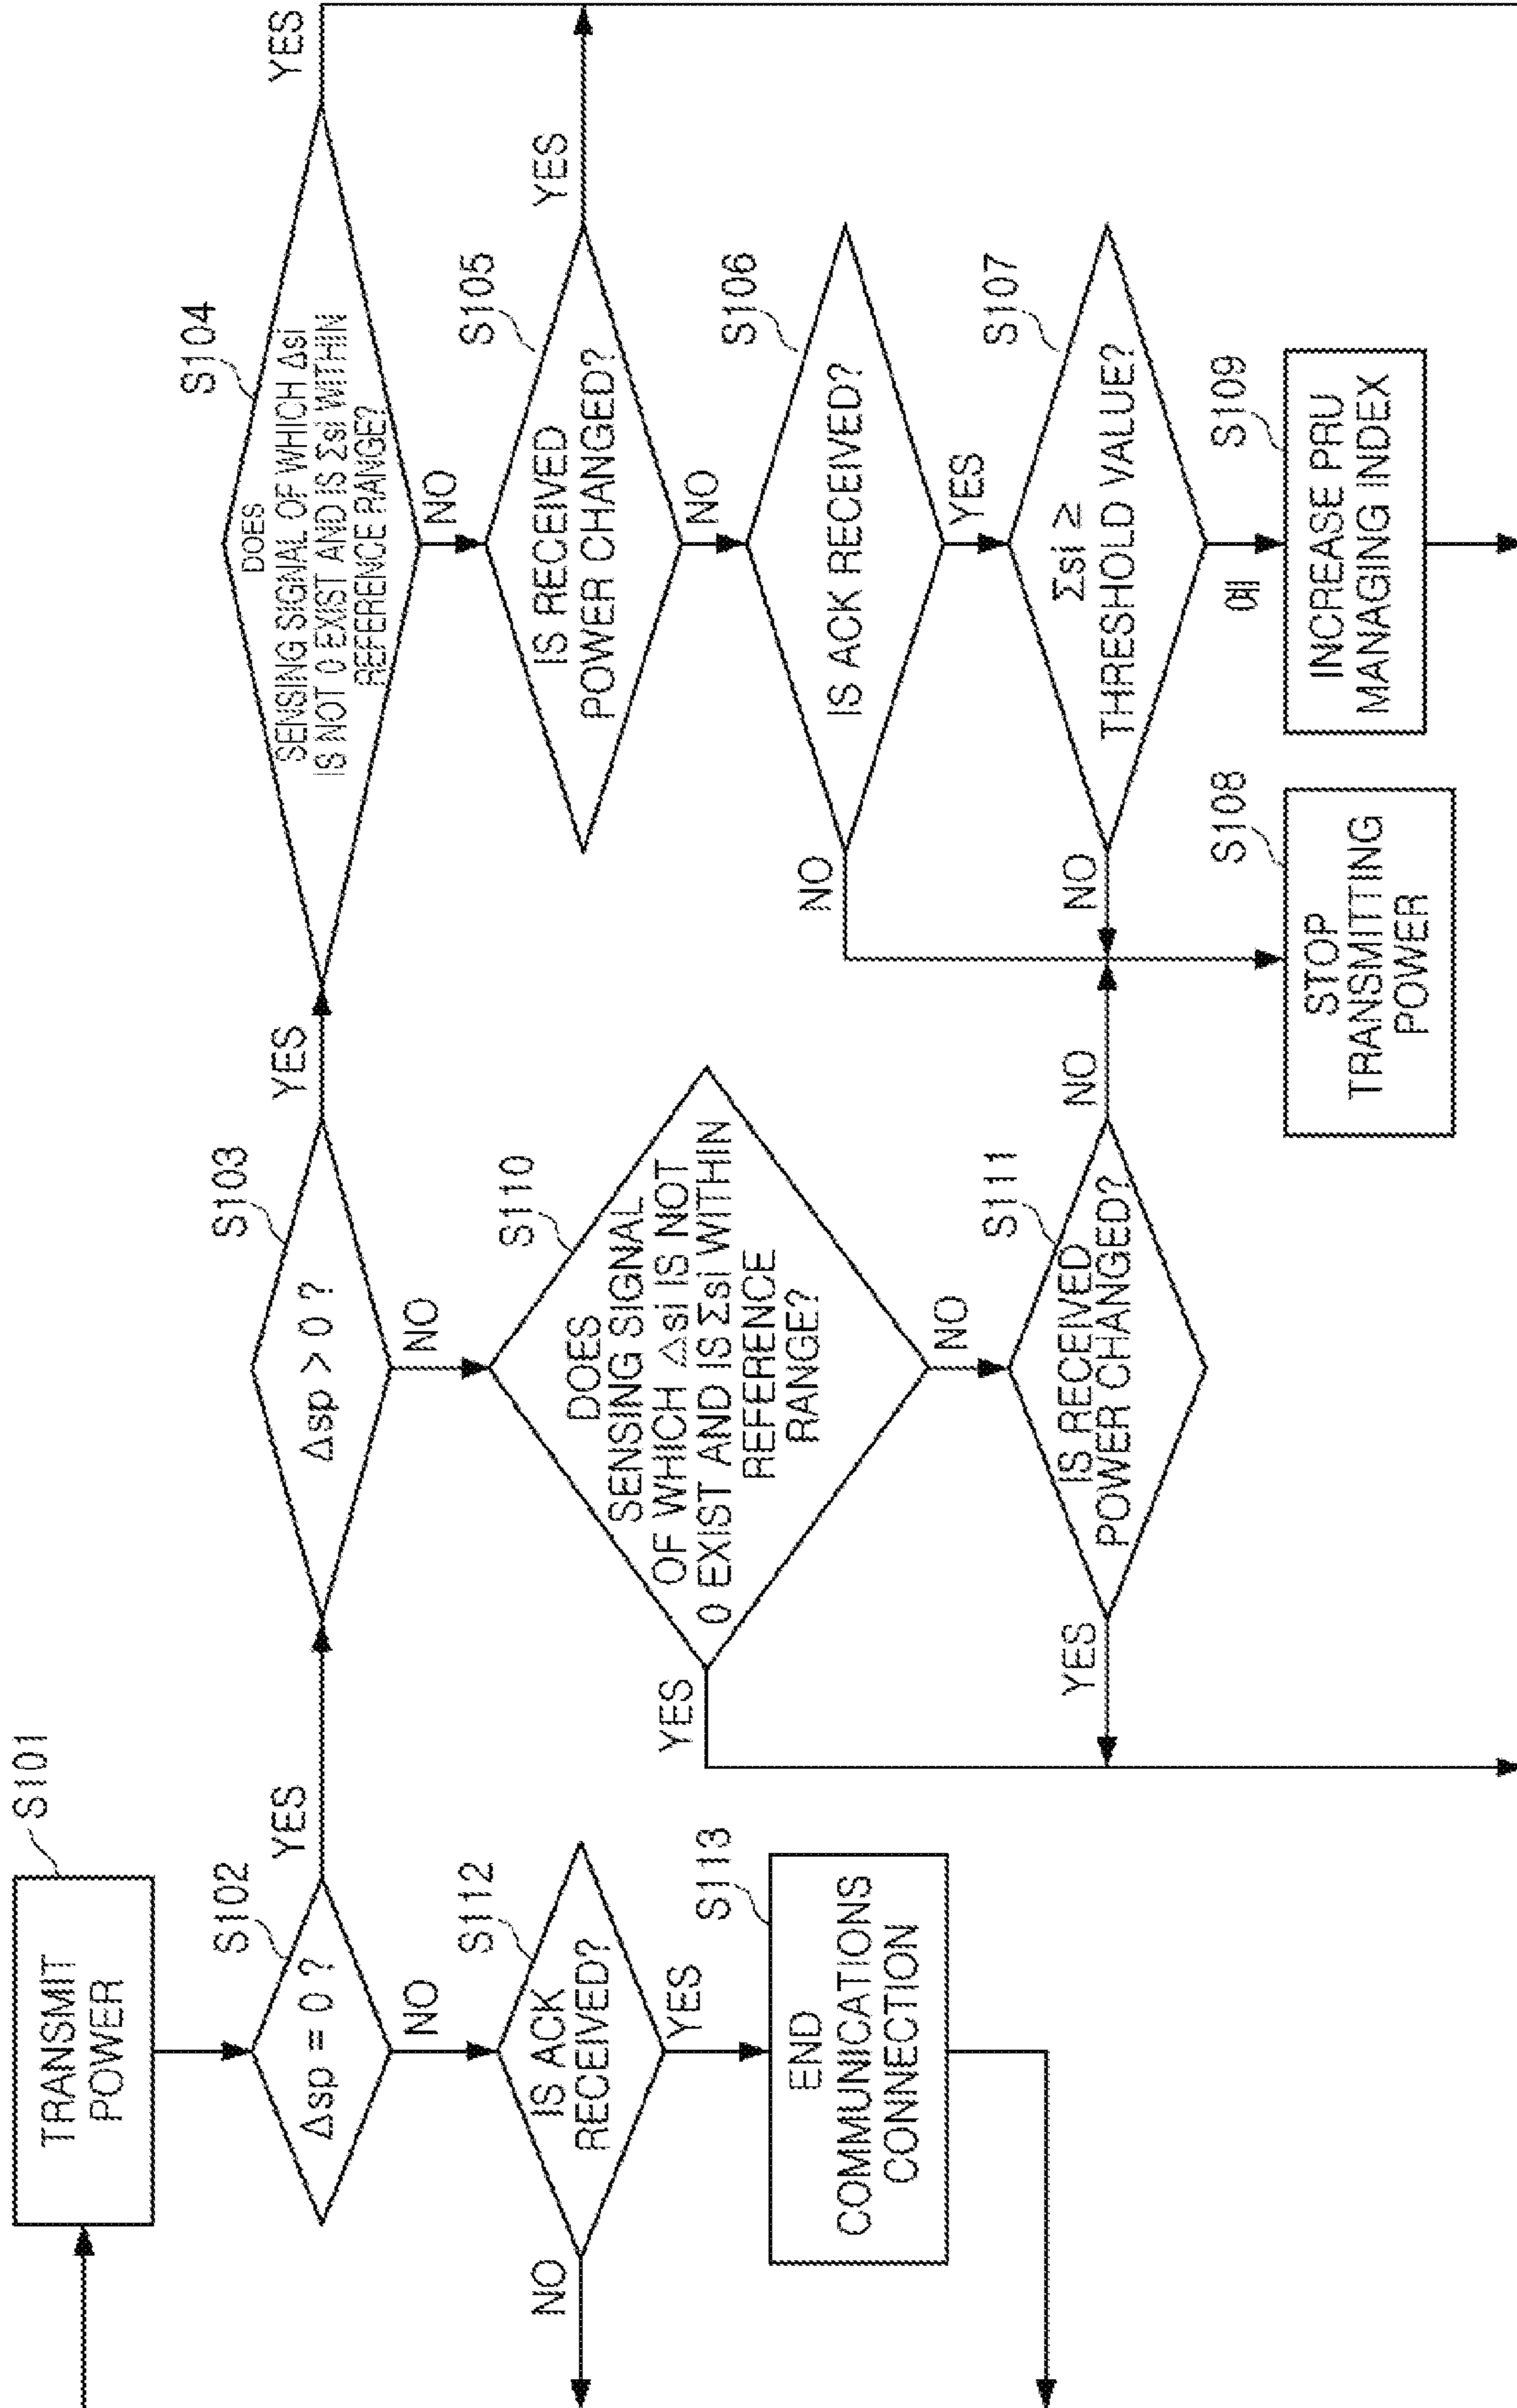 TRANSMIT
POWER
S101
Δsp = 0 ?
S102
YES
NO
Δsp > 0 ?
S103
YES
NO
DOES
SENSING SIGNAL OF WHICH Δsi
IS NOT 0 EXIST AND IS Σsi WITHIN
REFERENCE RANGE?
S104
YES
NO
IS RECEIVED
POWER CHANGED?
S105
YES
NO
IS ACK RECEIVED?
S106
NO
YES
Σsi ≥
THRESHOLD VALUE?
S107
NO
예
STOP
TRANSMITTING
POWER
S108
INCREASE PRU
MANAGING INDEX
S109
DOES
SENSING SIGNAL
OF WHICH △si IS NOT
0 EXIST AND IS Σsi WITHIN
REFERENCE
RANGE?
S110
YES
NO
IS RECEIVED
POWER CHANGED?
S111
YES
NO
IS ACK
RECEIVED?
S112
NO
YES
END
COMMUNICATIONS
CONNECTION
S113